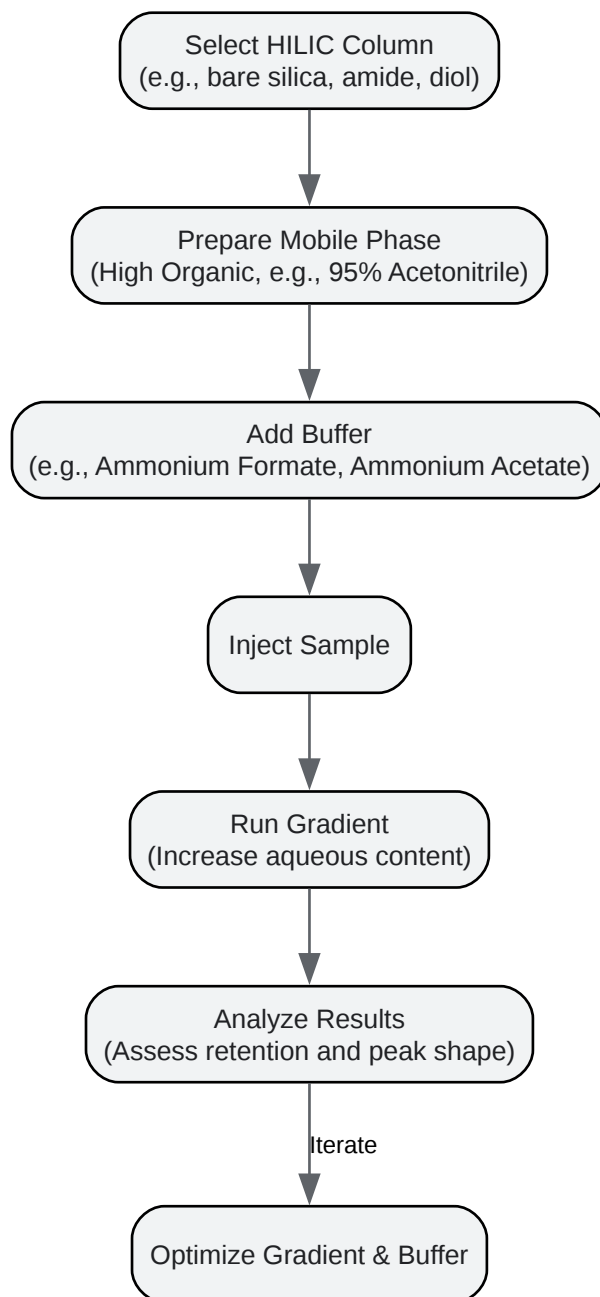 Select HILIC Column
(e.g., bare silica, amide, diol)
Prepare Mobile Phase
(High Organic, e.g., 95% Acetonitrile)
Add Buffer
(e.g., Ammonium Formate, Ammonium Acetate)
Inject Sample
Run Gradient
(Increase aqueous content)
Analyze Results
(Assess retention and peak shape)
Iterate
Optimize Gradient & Buffer